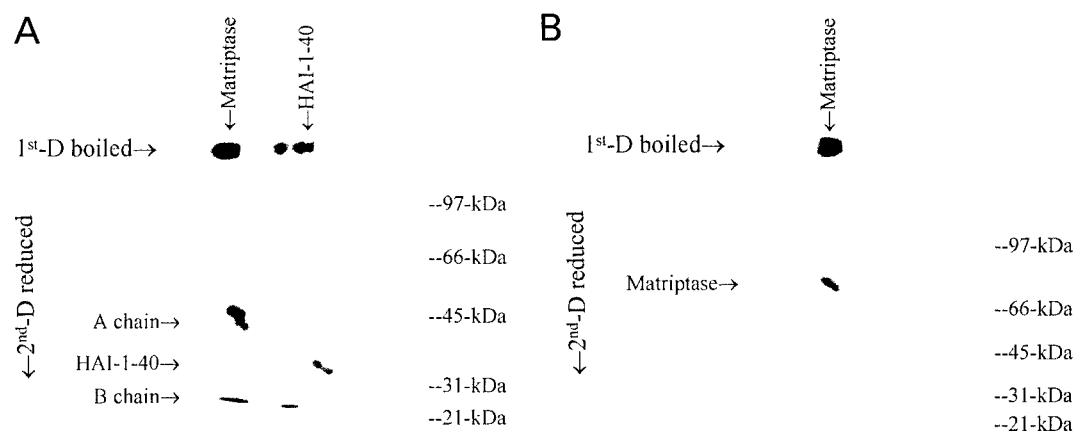 A
←Matriptase
←HAI-1-40
1st-D boiled→
←2nd-D reduced
--97-kDa
--66-kDa
A chain→
--45-kDa
HAI-1-40→
--31-kDa
B chain→
--21-kDa
B
←Matriptase
1st-D boiled→
←2nd-D reduced
--97-kDa
Matriptase→
--66-kDa
--45-kDa
--31-kDa
--21-kDa